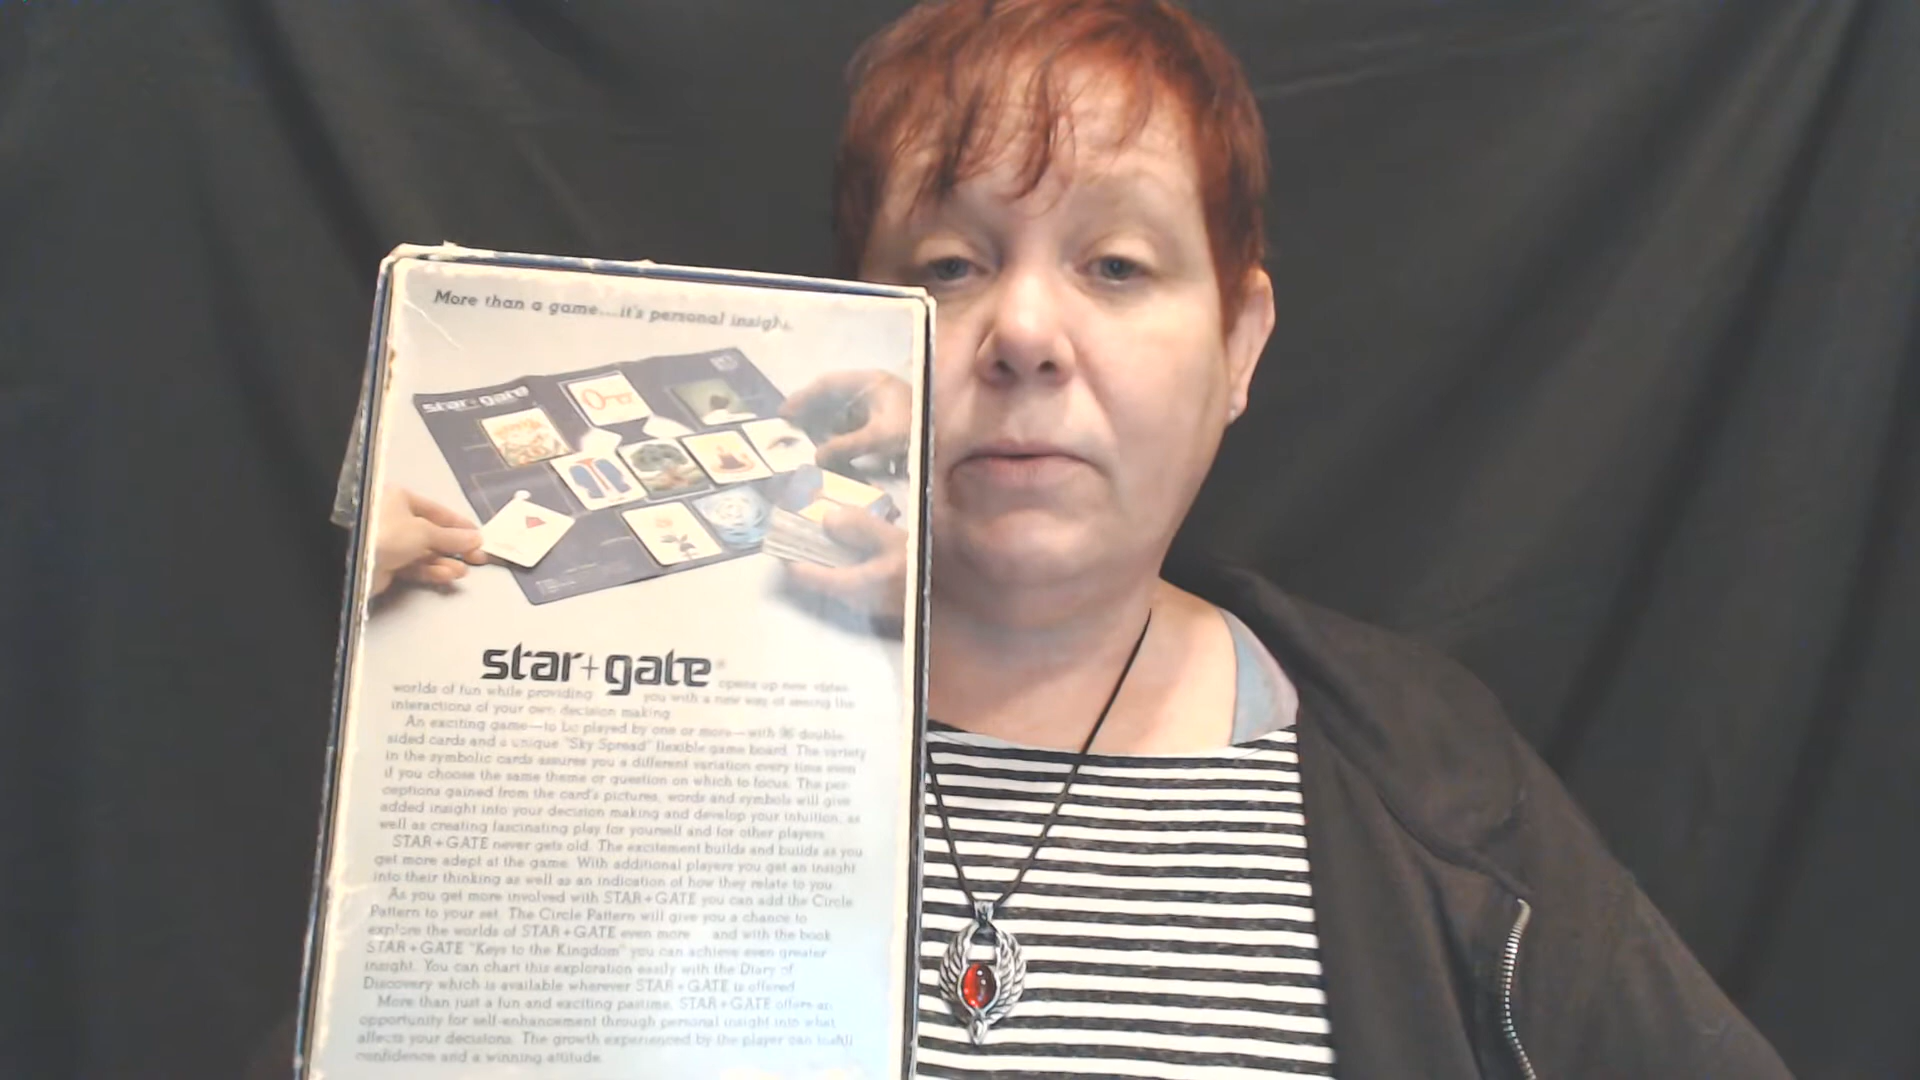 More than a game...it's personal insight.
star+gate
star+gate opens up new
worlds of fun while providing you with a new way of seeing the
interactions of your own decision making
An exciting game—to be played by one or more—with 96 double
sided cards and a unique "Sky Spread" flexible game board. The variety
in the symbolic cards assures you a different variation every time even
if you choose the same theme or question on which to focus. The per
ceptions gained from the card's pictures, words and symbols will give
added insight into your decision making and develop your intuition, as
well as creating fascinating play for yourself and for other players.
STAR+GATE never gets old. The excitement builds and builds as you
get more adept at the game. With additional players you get an insight
into their thinking as well as an indication of how they relate to you.
As you get more involved with STAR+GATE you can add the Circle
Pattern to your set. The Circle Pattern will give you a chance to
explore the worlds of STAR+GATE even more and with the book
STAR+GATE "Keys to the Kingdom" you can achieve even greater
insight. You can chart this exploration easily with the Diary of
Discovery which is available wherever STAR+GATE is offered.
More than just a fun and exciting pastime, STAR+GATE offers an
opportunity for self-enhancement through personal insight into what
affects your decisions. The growth experienced by the player can instill
confidence and a winning attitude.